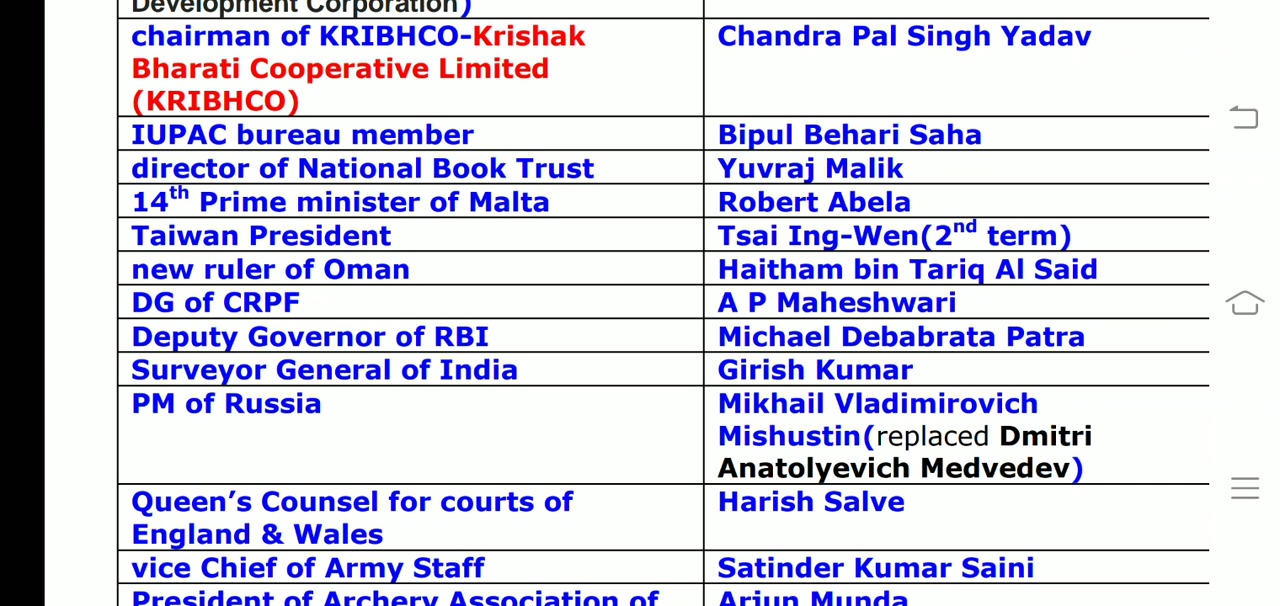 Development Corporation)
chairman of KRIBHCO-Krishak
Bharati Cooperative Limited
(KRIBHCO)
Chandra Pal Singh Yadav
IUPAC bureau member
Bipul Behari Saha
director of National Book Trust
Yuvraj Malik
14th Prime minister of Malta
Robert Abela
Taiwan President
Tsai Ing-Wen(2nd term)
new ruler of Oman
Haitham bin Tariq Al Said
DG of CRPF
A P Maheshwari
Deputy Governor of RBI
Michael Debabrata Patra
Surveyor General of India
Girish Kumar
PM of Russia
Mikhail Vladimirovich
Mishustin(replaced Dmitri
Anatolyevich Medvedev)
Queen’s Counsel for courts of
England & Wales
Harish Salve
vice Chief of Army Staff
Satinder Kumar Saini
President of Archery Association of
Arjun Munda